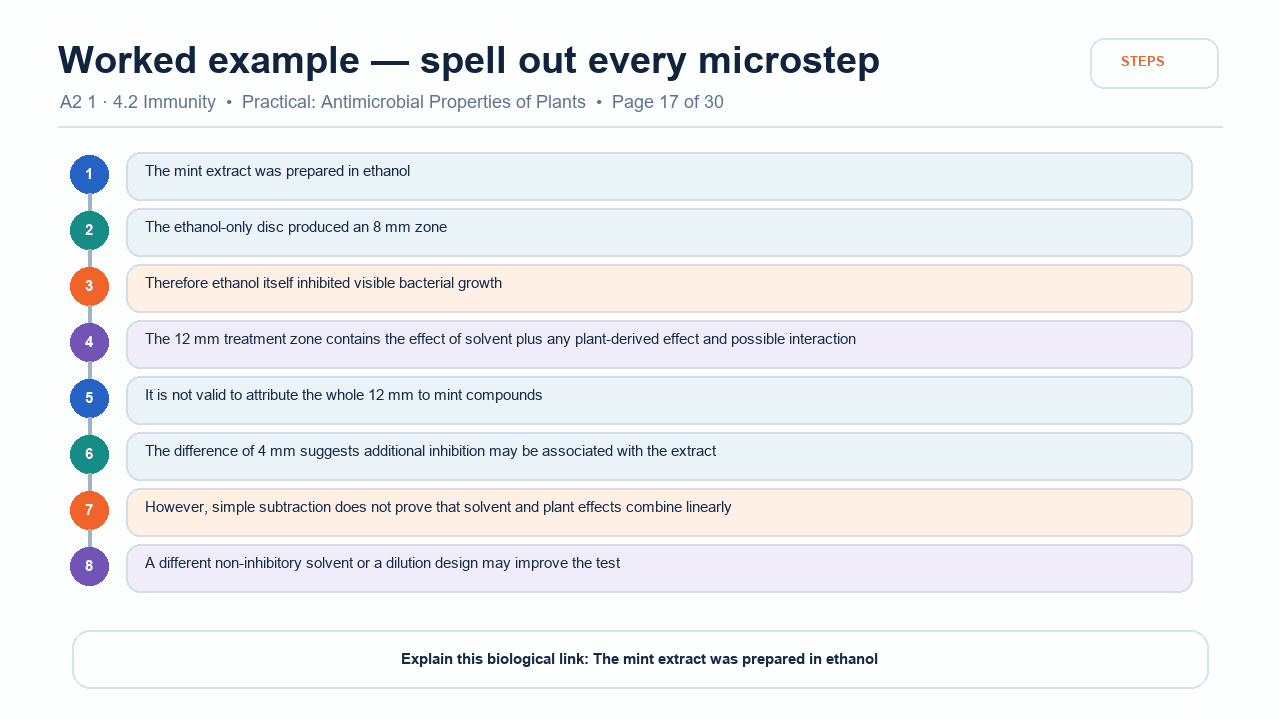 Worked example — spell out every microstep
STEPS
A2 1 · 4.2 Immunity • Practical: Antimicrobial Properties of Plants • Page 17 of 30
1 The mint extract was prepared in ethanol
2 The ethanol-only disc produced an 8 mm zone
3 Therefore ethanol itself inhibited visible bacterial growth
4 The 12 mm treatment zone contains the effect of solvent plus any plant-derived effect and possible interaction
5 It is not valid to attribute the whole 12 mm to mint compounds
6 The difference of 4 mm suggests additional inhibition may be associated with the extract
7 However, simple subtraction does not prove that solvent and plant effects combine linearly
8 A different non-inhibitory solvent or a dilution design may improve the test
Explain this biological link: The mint extract was prepared in ethanol